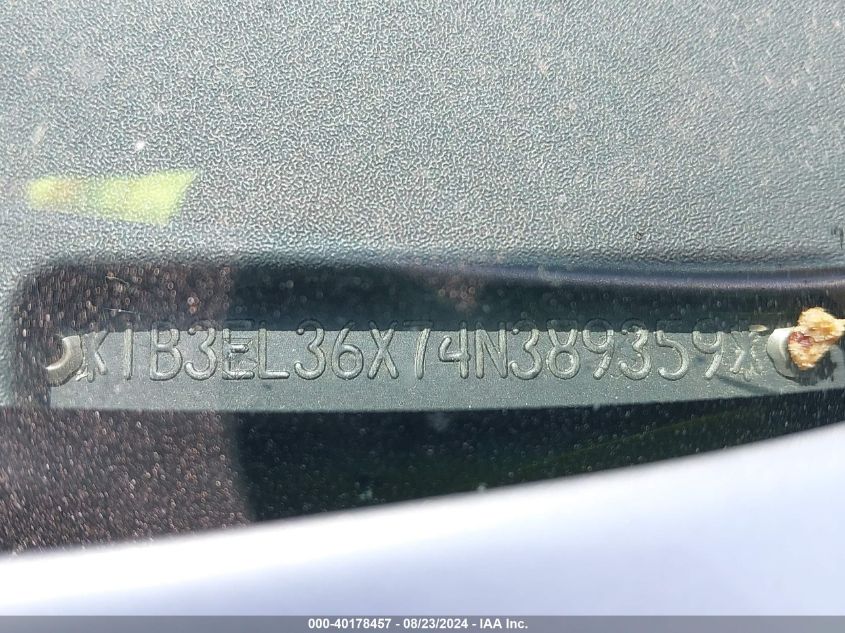 *1B3EL36X74N389359*
000-40178457 - 08/23/2024 - IAA Inc.